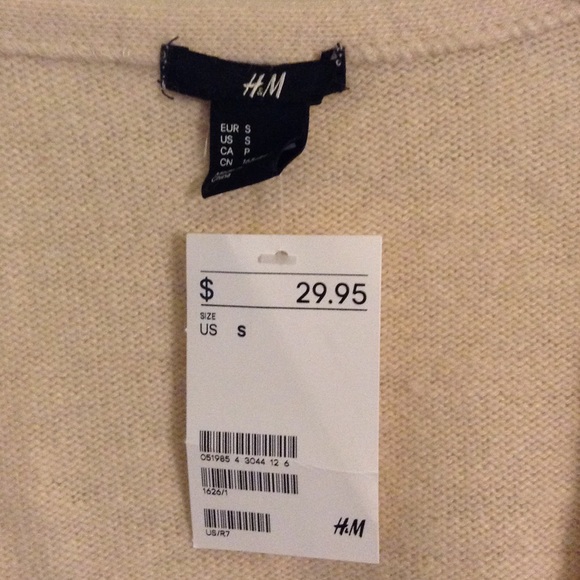 H&M
EUR S
US S
CA P
CN
$ 29.95
SIZE
US S
051985 4 3044 12 6
1626/1
US/R7
H&M